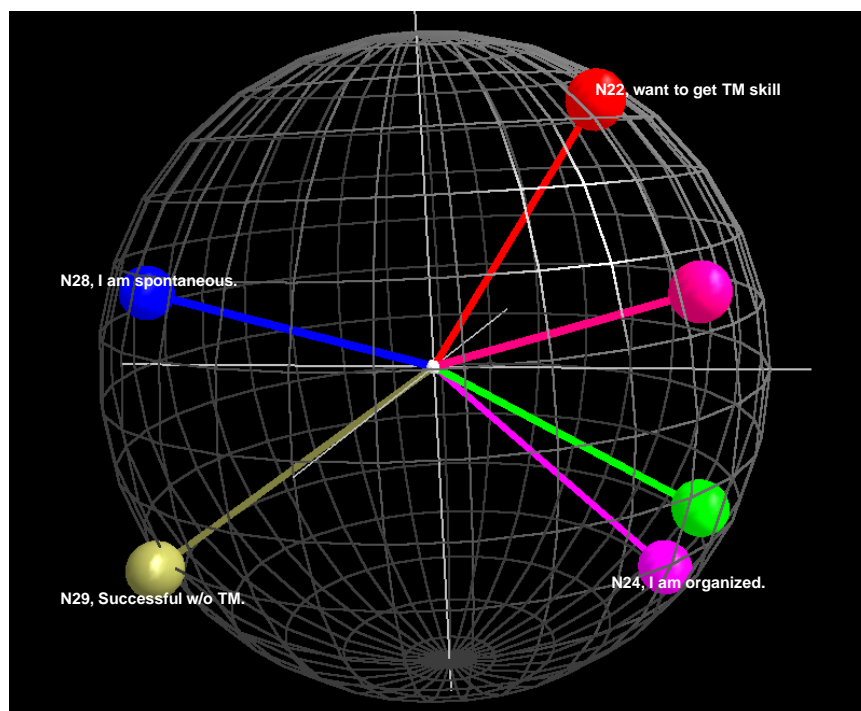 N22, want to get TM skill
N28, I am spontaneous.
N24, I am organized.
N29, Successful w/o TM.